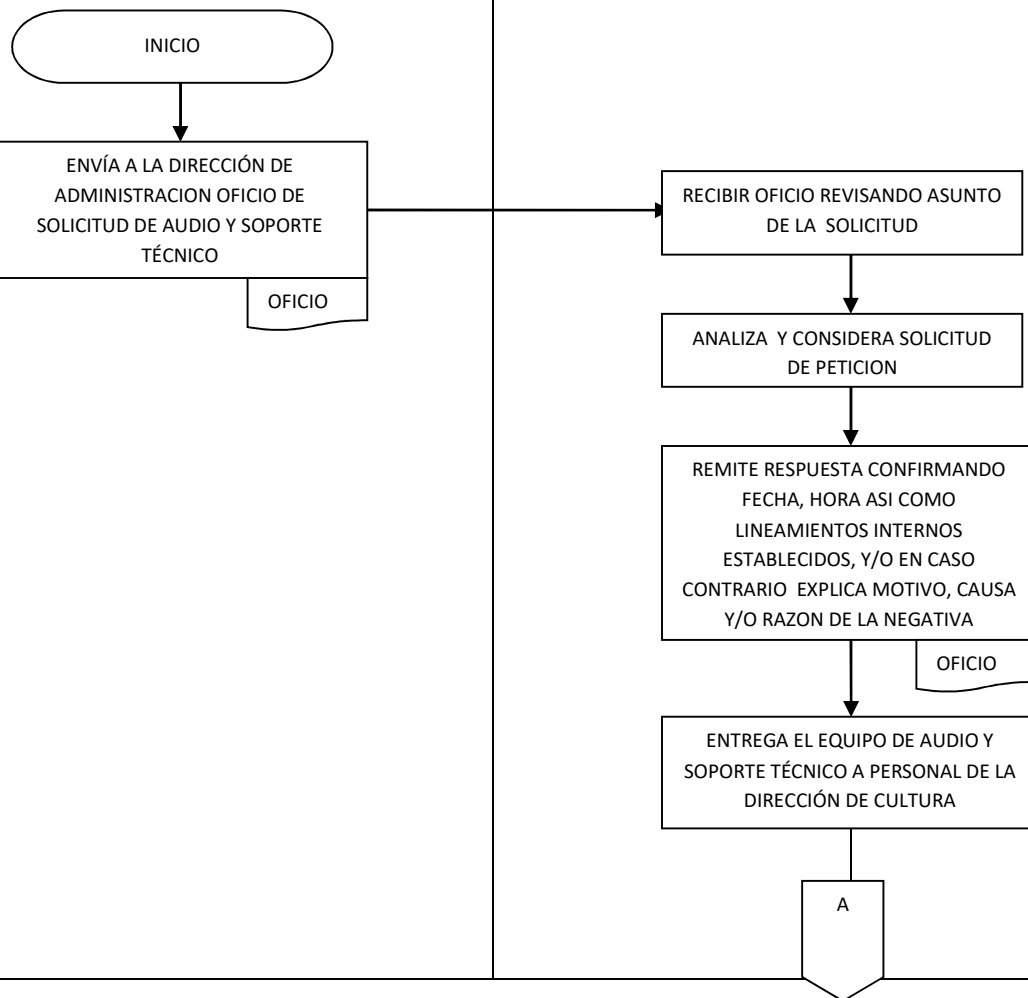 INICIO
ENVÍA A LA DIRECCIÓN DE
ADMINISTRACION OFICIO DE
SOLICITUD DE AUDIO Y SOPORTE
TÉCNICO
OFICIO
RECIBIR OFICIO REVISANDO ASUNTO
DE LA SOLICITUD
ANALIZA Y CONSIDERA SOLICITUD
DE PETICION
REMITE RESPUESTA CONFIRMANDO
FECHA, HORA ASI COMO
LINEAMIENTOS INTERNOS
ESTABLECIDOS, Y/O EN CASO
CONTRARIO EXPLICA MOTIVO, CAUSA
Y/O RAZON DE LA NEGATIVA
OFICIO
ENTREGA EL EQUIPO DE AUDIO Y
SOPORTE TÉCNICO A PERSONAL DE LA
DIRECCIÓN DE CULTURA
A